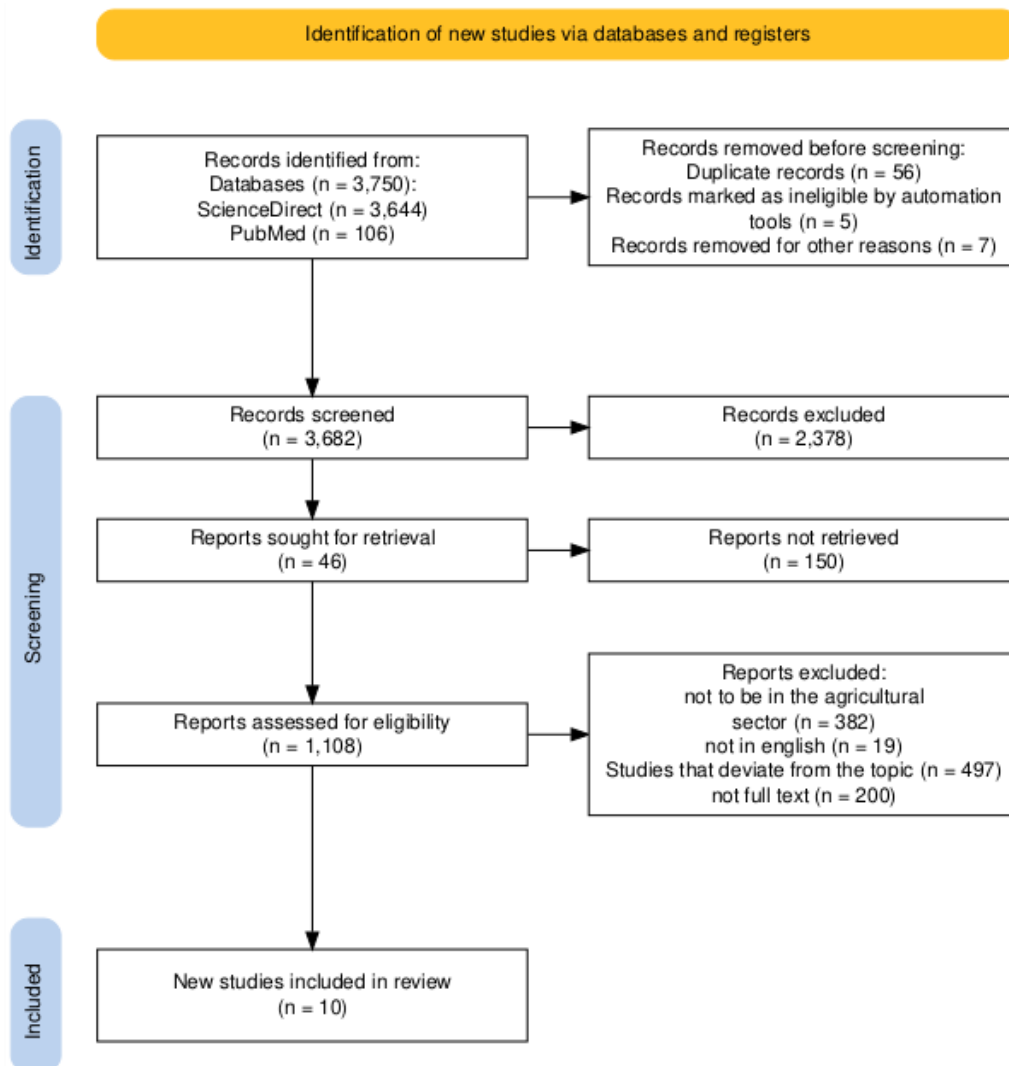 Identification of new studies via databases and registers
Identification
Records identified from:
Databases (n = 3,750):
ScienceDirect (n = 3,644)
PubMed (n = 106)
Records removed before screening:
Duplicate records (n = 56)
Records marked as ineligible by automation
tools (n = 5)
Records removed for other reasons (n = 7)
Screening
Records screened
(n = 3,682)
Records excluded
(n = 2,378)
Reports sought for retrieval
(n = 46)
Reports not retrieved
(n = 150)
Reports assessed for eligibility
(n = 1,108)
Reports excluded:
not to be in the agricultural
sector (n = 382)
not in english (n = 19)
Studies that deviate from the topic (n = 497)
not full text (n = 200)
Included
New studies included in review
(n = 10)